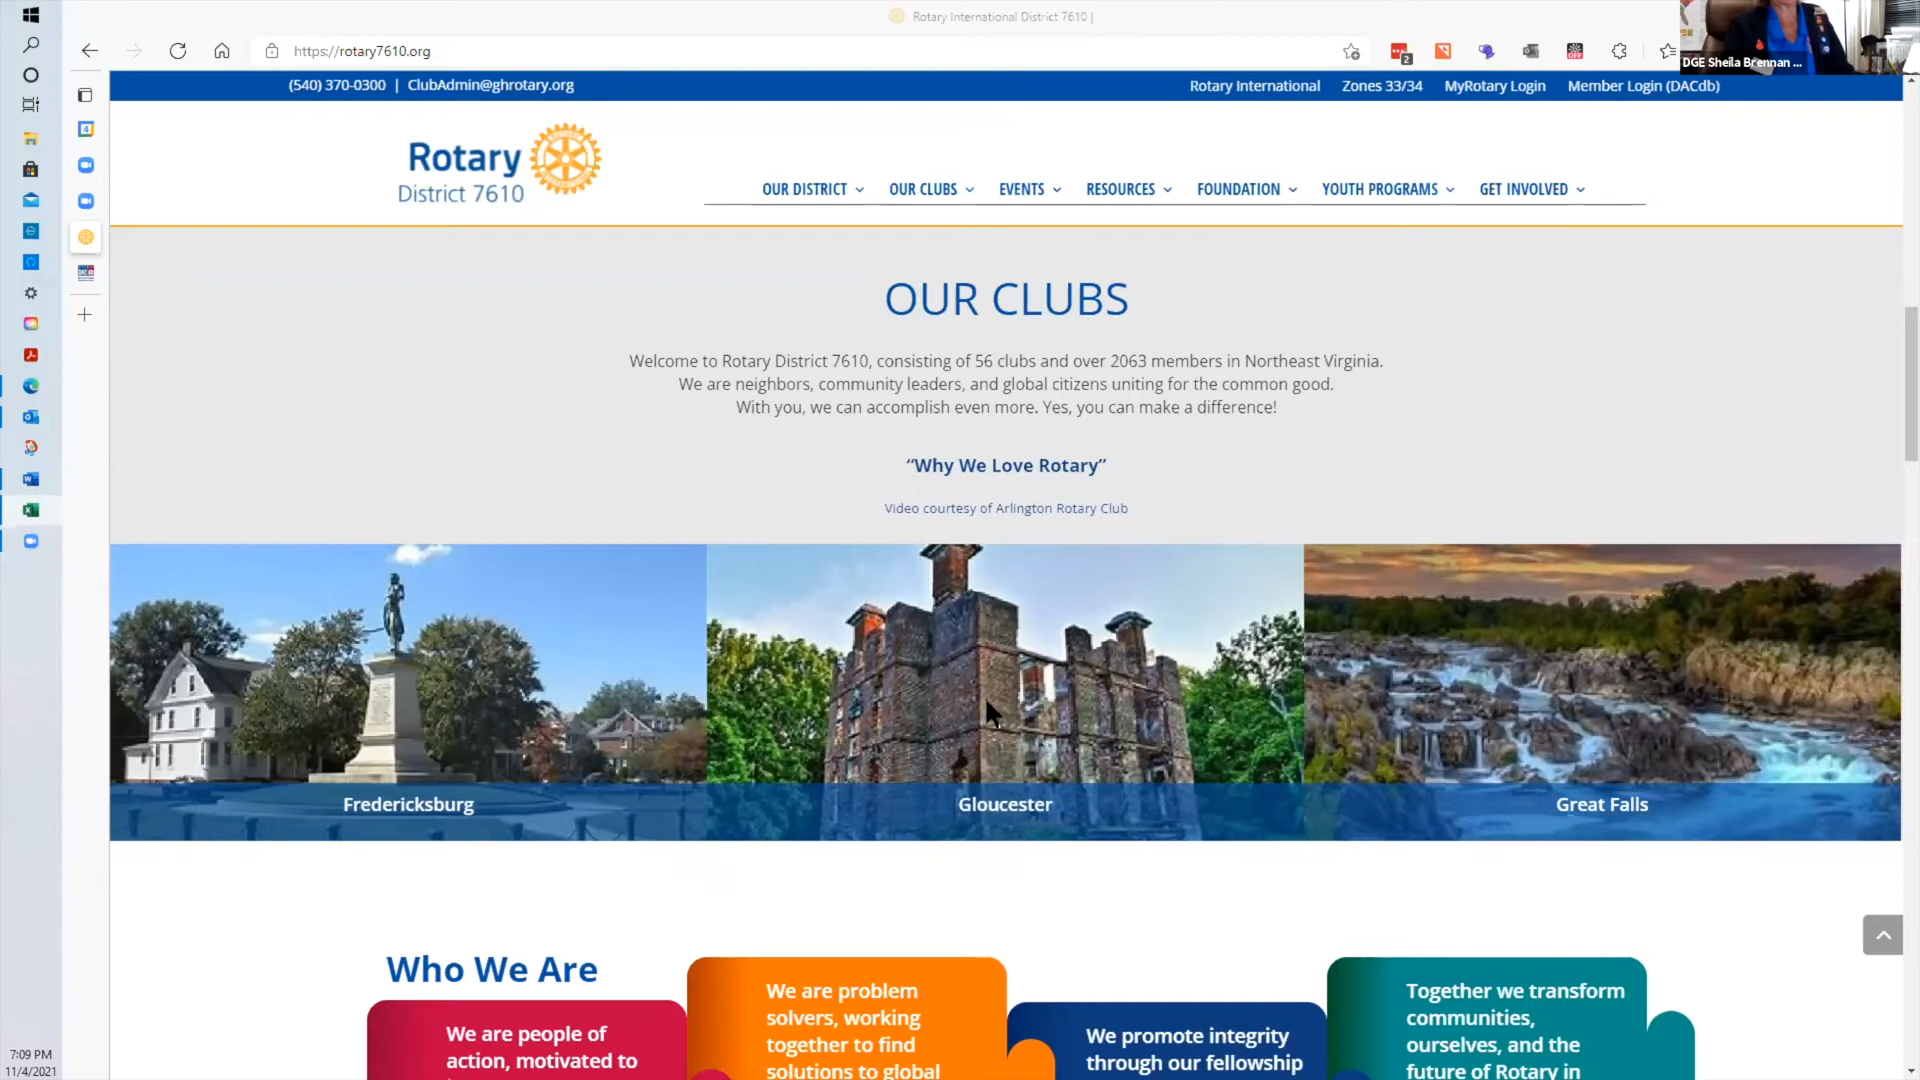 Rotary International District 7610 |
https://rotary7610.org
2
OFF
DGE Sheila Brennan ...
4
(540) 370-0300 | ClubAdmin@ghrotary.org
Rotary International Zones 33/34 MyRotary Login Member Login (DACdb)
Rotary
District 7610
OUR DISTRICT OUR CLUBS EVENTS RESOURCES FOUNDATION YOUTH PROGRAMS GET INVOLVED
OUR CLUBS
Welcome to Rotary District 7610, consisting of 56 clubs and over 2063 members in Northeast Virginia.
We are neighbors, community leaders, and global citizens uniting for the common good.
With you, we can accomplish even more. Yes, you can make a difference!
“Why We Love Rotary”
Video courtesy of Arlington Rotary Club
Fredericksburg
Gloucester
Great Falls
Who We Are
We are people of
action, motivated to
We are problem
solvers, working
together to find
solutions to global
We promote integrity
through our fellowship
Together we transform
communities,
ourselves, and the
future of Rotary in
7:09 PM
11/4/2021